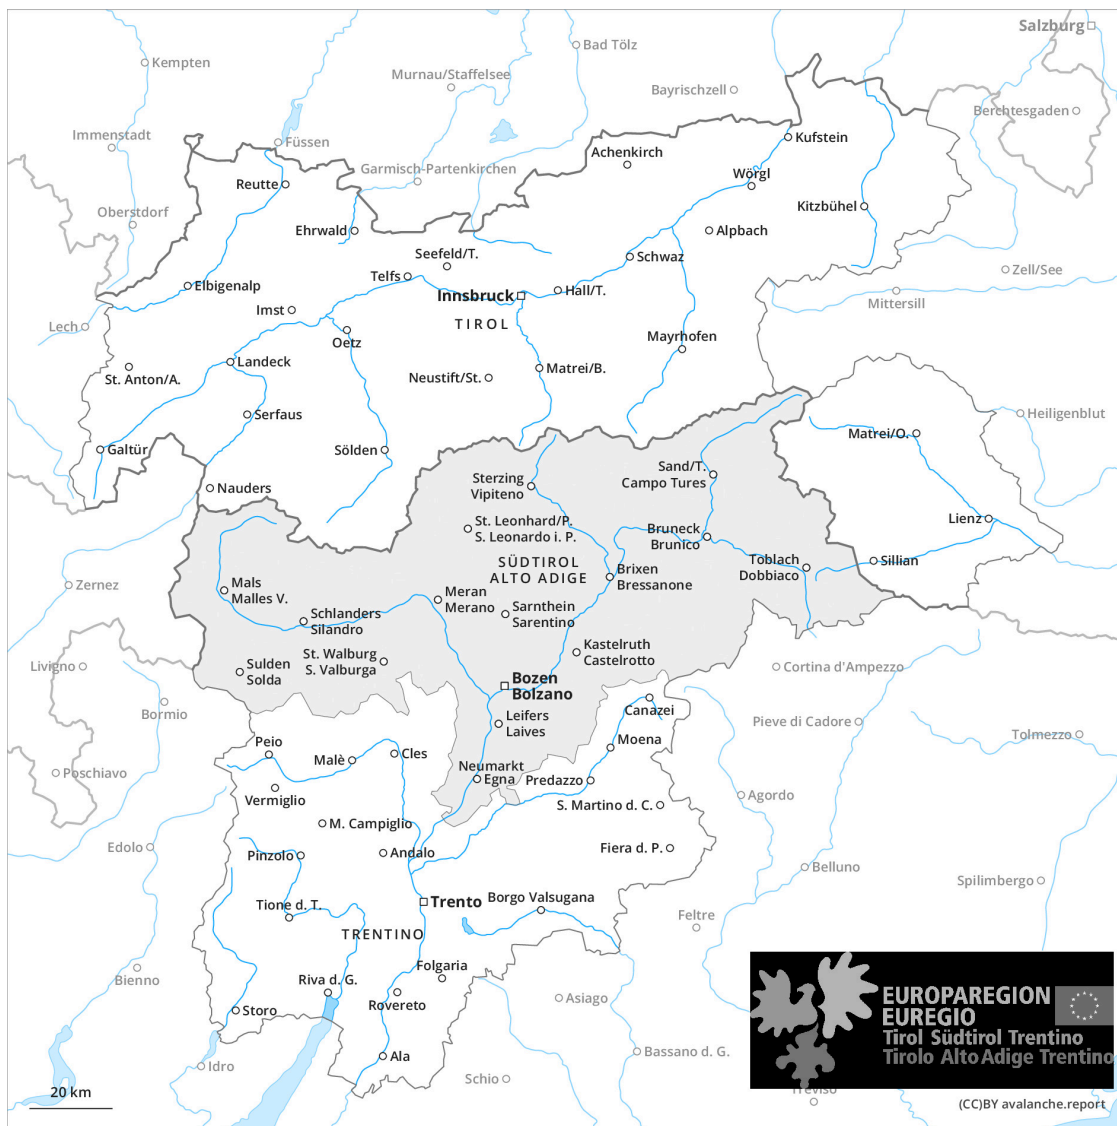 Salzburg
Bad Tölz
Kempten
Murnau/Staffelsee
Bayrischzell
Berchtesgaden
Immenstadt
Füssen
Kufstein
Achenkirch
Garmisch-Partenkirchen
Wörgl
Reutte
Oberstdorf
Kitzbühel
Ehrwald
Alpbach
Seefeld/T.
Schwaz
Telfs
Zell/See
Elbigenalp
Innsbruck
Hall/T.
Mittersill
Imst
TIROL
Lech
Oetz
Mayrhofen
Landeck
Matrei/B.
St. Anton/A.
Neustift/St.
Serfaus
Heiligenblut
Matrei/O.
Galtür
Sölden
Sterzing
Vipiteno
Sand/T.
Campo Tures
Nauders
St. Leonhard/P.
S. Leonardo i. P.
Bruneck
Brunico
Lienz
SÜDTIROL
ALTO ADIGE
Toblach
Dobbiaco
Sillian
Brixen
Bressanone
Zernez
Mals
Malles V.
Meran
Merano
Schlanders
Silandro
Sarnthein
Sarentino
Kastelruth
Castelrotto
St. Walburg
S. Valburga
Livigno
Sulden
Solda
Cortina d'Ampezzo
Bozen
Bolzano
Bormio
Canazei
Leifers
Laives
Pieve di Cadore
Tolmezzo
Peio
Moena
Malè
Cles
Poschiavo
Neumarkt
Egna
Predazzo
Vermiglio
Agordo
S. Martino d. C.
M. Campiglio
Edolo
Pinzolo
Andalo
Fiera d. P.
Belluno
Spilimbergo
Trento
Borgo Valsugana
Tione d. T.
Feltre
TRENTINO
Folgaria
Bienno
Riva d. G.
Rovereto
Asiago
Storo
EUROPAREGION
EUREGIO
Tirol Südtirol Trentino
Tirolo Alto Adige Trentino
Ala
Idro
Bassano d. G.
Schio
20 km
Treviso
(CC)BY avalanche.report